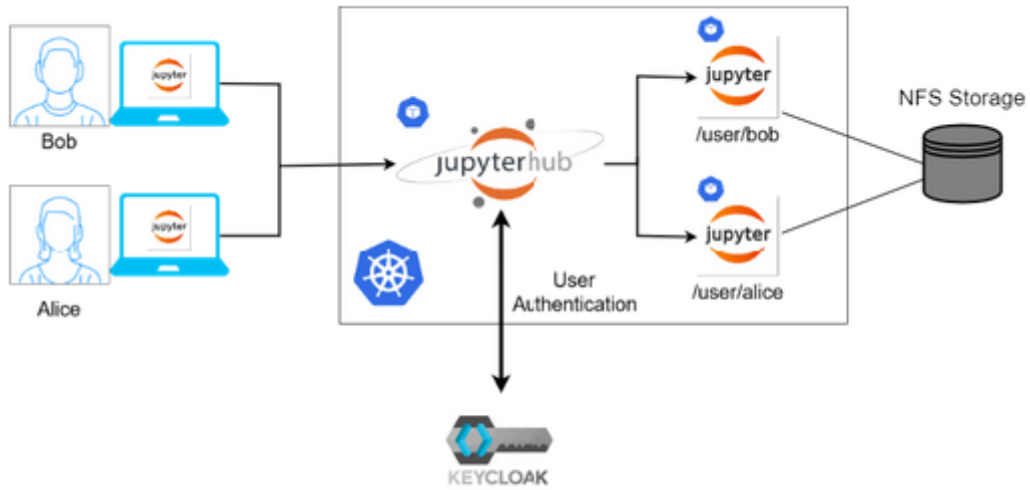 jupyter
Bob
jupyter
Alice
jupyterhub
User
Authentication
jupyter
/user/bob
jupyter
/user/alice
NFS Storage
KEYCLOAK